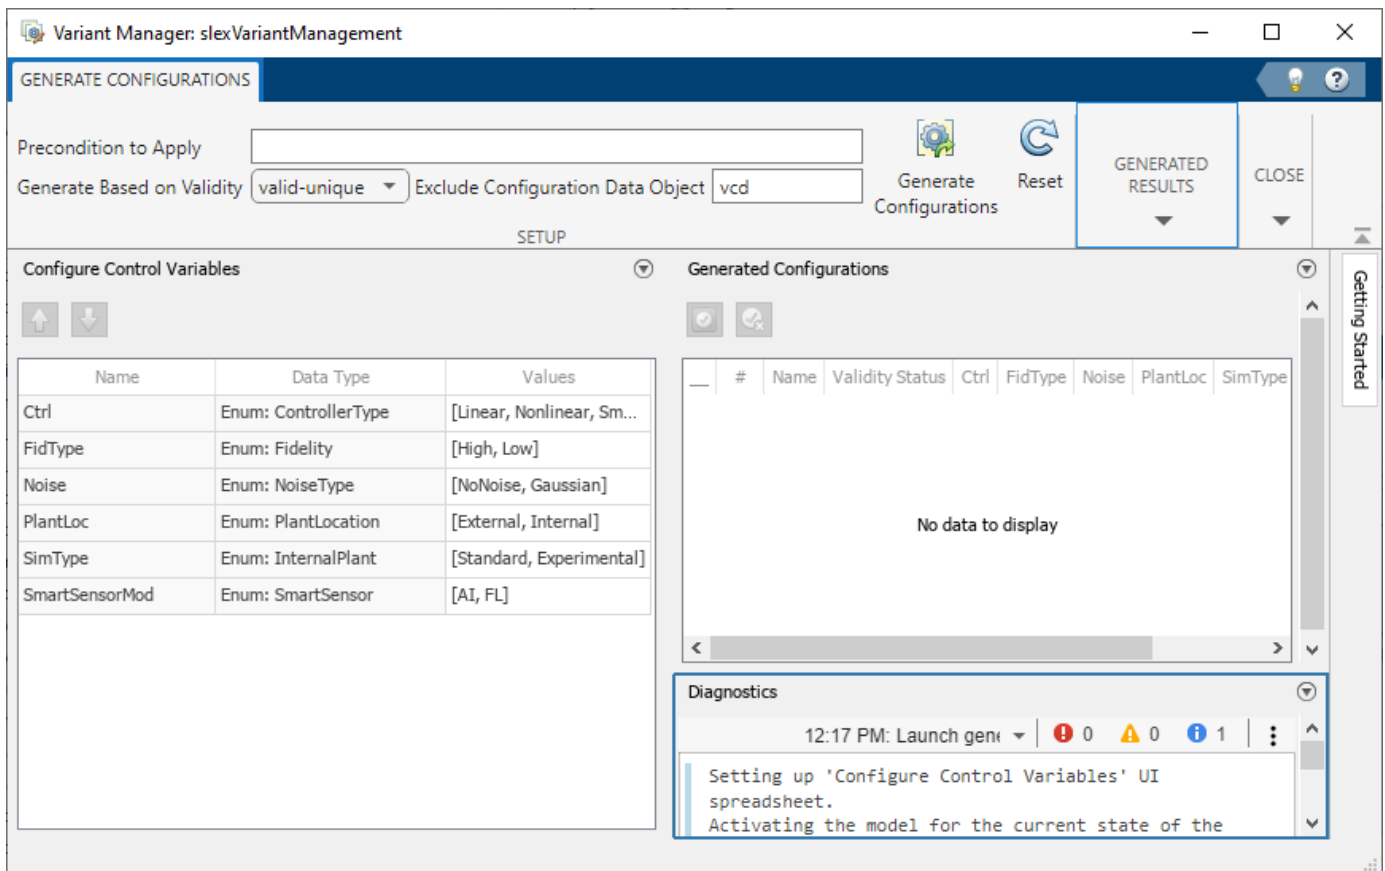 Variant Manager: slexVariantManagement
GENERATE CONFIGURATIONS
Precondition to Apply
Generate Based on Validity valid-unique Exclude Configuration Data Object vcd
Generate
Configurations
Reset
GENERATED
RESULTS
CLOSE
SETUP
Configure Control Variables
Name Data Type Values
Ctrl Enum: ControllerType [Linear, Nonlinear, Sm...
FidType Enum: Fidelity [High, Low]
Noise Enum: NoiseType [NoNoise, Gaussian]
PlantLoc Enum: PlantLocation [External, Internal]
SimType Enum: InternalPlant [Standard, Experimental]
SmartSensorMod Enum: SmartSensor [AI, FL]
Generated Configurations
# Name Validity Status Ctrl FidType Noise PlantLoc SimType
No data to display
Diagnostics
12:17 PM: Launch gene 0 0 1
Setting up 'Configure Control Variables' UI
spreadsheet.
Activating the model for the current state of the
Getting Started